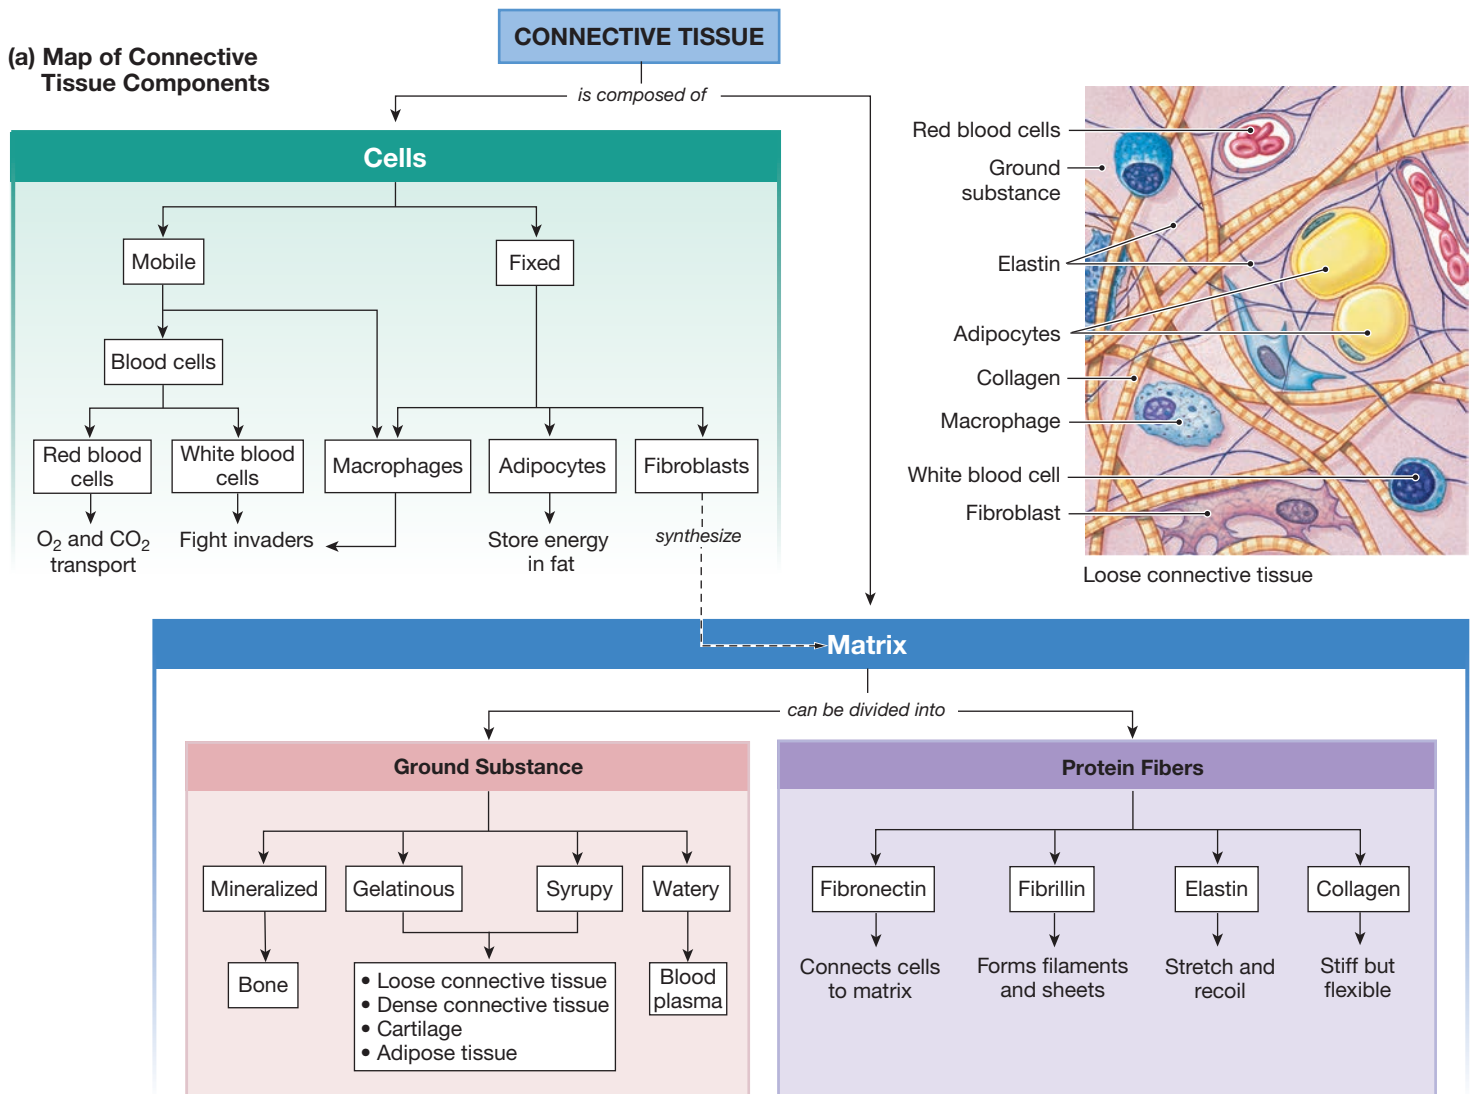 (a) Map of Connective
Tissue Components
CONNECTIVE TISSUE
is composed of
Cells
Mobile
Fixed
Blood cells
Red blood
cells
White blood
cells
Macrophages
Adipocytes
Fibroblasts
O2 and CO2
transport
Fight invaders
Store energy
in fat
synthesize
Red blood cells
Ground
substance
Elastin
Adipocytes
Collagen
Macrophage
White blood cell
Fibroblast
Loose connective tissue
Matrix
can be divided into
Ground Substance
Mineralized
Gelatinous
Syrupy
Watery
Bone
• Loose connective tissue
• Dense connective tissue
• Cartilage
• Adipose tissue
Blood
plasma
Protein Fibers
Fibronectin
Fibrillin
Elastin
Collagen
Connects cells
to matrix
Forms filaments
and sheets
Stretch and
recoil
Stiff but
flexible